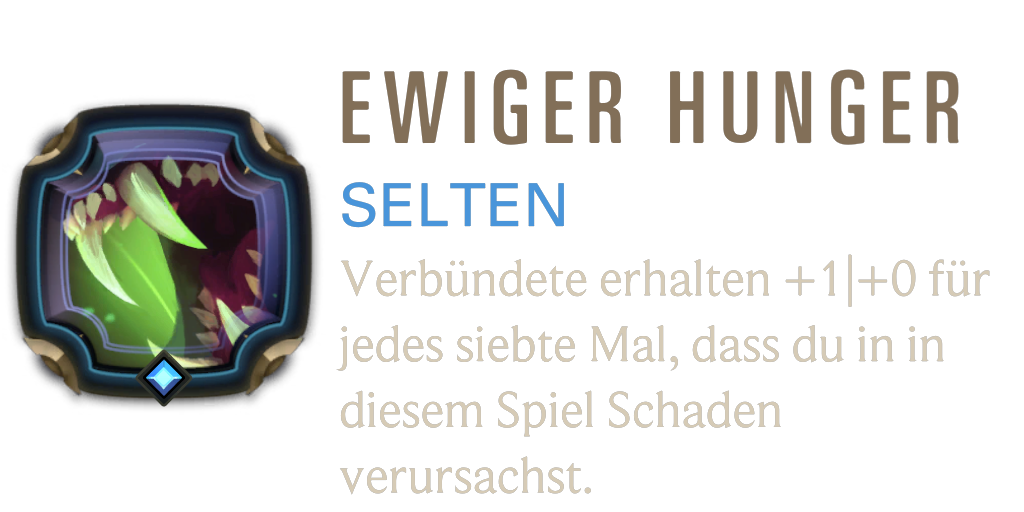 EWIGER HUNGER
SELTEN
Verbündete erhalten +1|+0 für
jedes siebte Mal, dass du in in
diesem Spiel Schaden
verursachst.